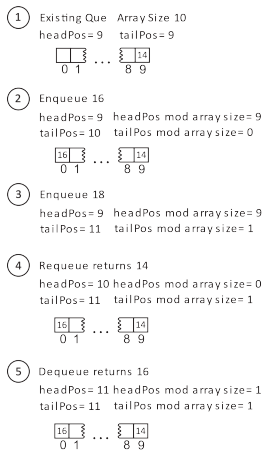 1 Existing Que Array Size 10
headPos= 9 tailPos= 9
14
0 1 ... 8 9
2 Enqueue 16
headPos= 9 headPos mod array size= 9
tailPos= 10 tailPos mod array size= 0
16 14
0 1 ... 8 9
3 Enqueue 18
headPos= 9 headPos mod array size= 9
tailPos= 11 tailPos mod array size= 1
4 Requeue returns 14
headPos= 10 headPos mod array size= 0
tailPos= 11 tailPos mod array size= 1
16 14
0 1 ... 8 9
5 Dequeue returns 16
headPos= 11 headPos mod array size= 1
tailPos= 11 tailPos mod array size= 1
16 14
0 1 ... 8 9